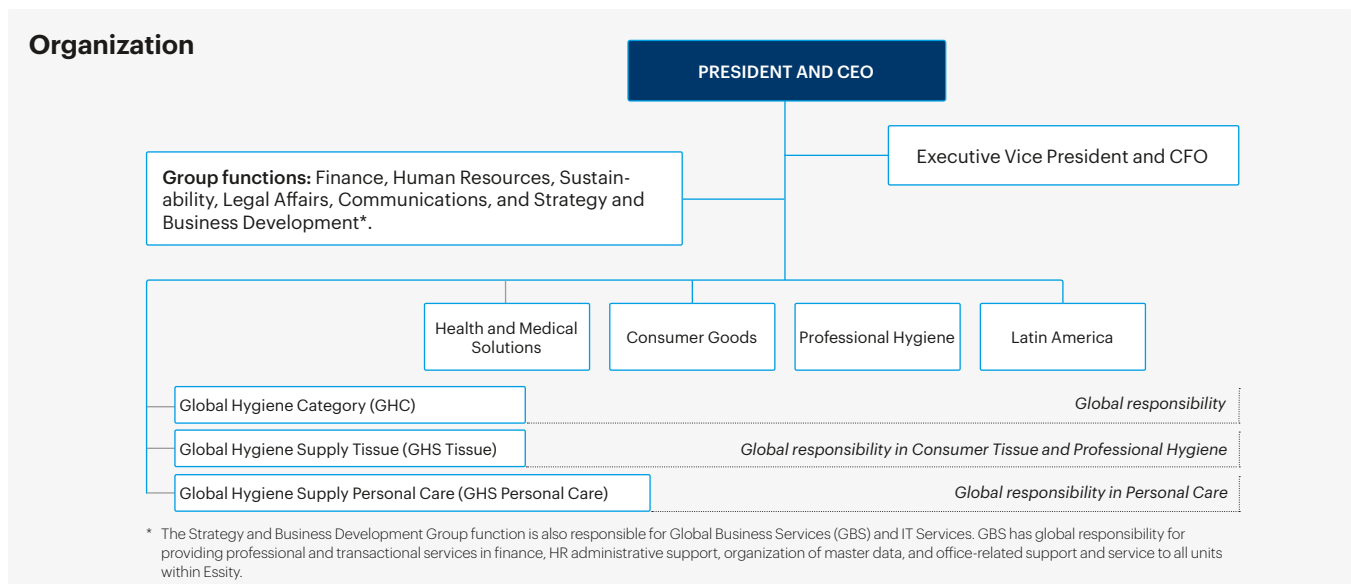 Organization
PRESIDENT AND CEO
Executive Vice President and CFO
Group functions: Finance, Human Resources, Sustain-
ability, Legal Affairs, Communications, and Strategy and
Business Development*.
Health and Medical
Solutions
Consumer Goods
Professional Hygiene
Latin America
Global Hygiene Category (GHC)
Global responsibility
Global Hygiene Supply Tissue (GHS Tissue)
Global responsibility in Consumer Tissue and Professional Hygiene
Global Hygiene Supply Personal Care (GHS Personal Care)
Global responsibility in Personal Care
* The Strategy and Business Development Group function is also responsible for Global Business Services (GBS) and IT Services. GBS has global responsibility for
providing professional and transactional services in finance, HR administrative support, organization of master data, and office-related support and service to all units
within Essity.